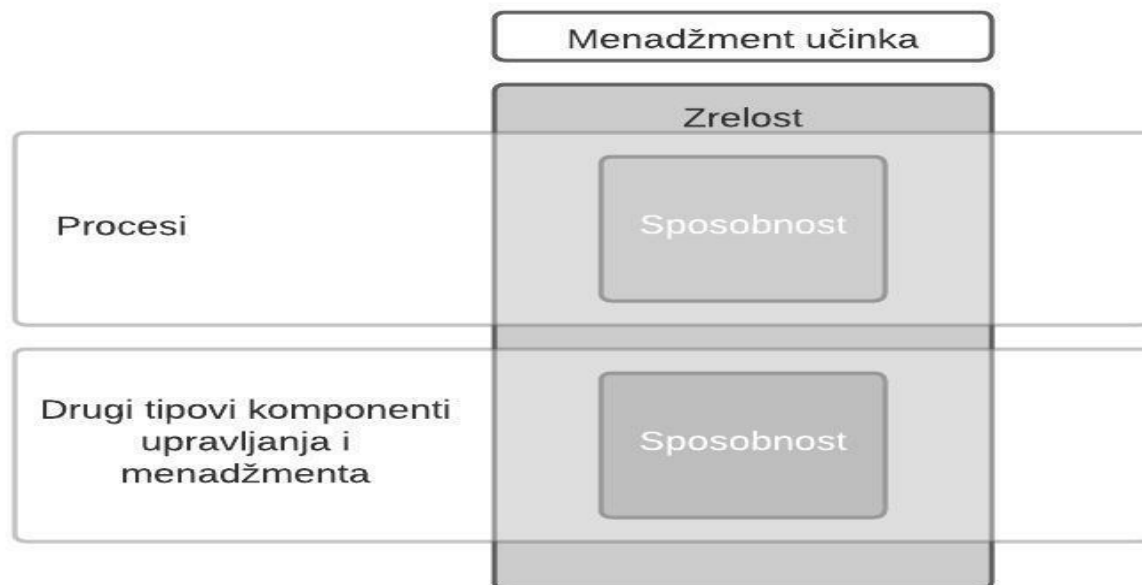 Menadžment učinka
Zrelost
Procesi
Sposobnost
Drugi tipovi komponenti
upravljanja i
menadžmenta
Sposobnost